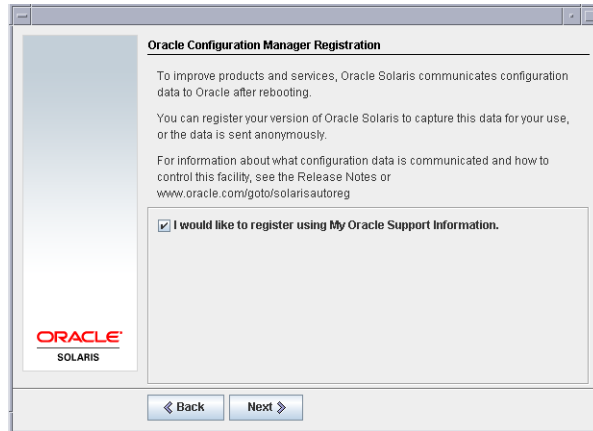 Oracle Configuration Manager Registration
To improve products and services, Oracle Solaris communicates configuration
data to Oracle after rebooting.
You can register your version of Oracle Solaris to capture this data for your use,
or the data is sent anonymously.
For information about what configuration data is communicated and how to
control this facility, see the Release Notes or
www.oracle.com/goto/solarisautoreg
I would like to register using My Oracle Support Information.
ORACLE
SOLARIS
Back
Next